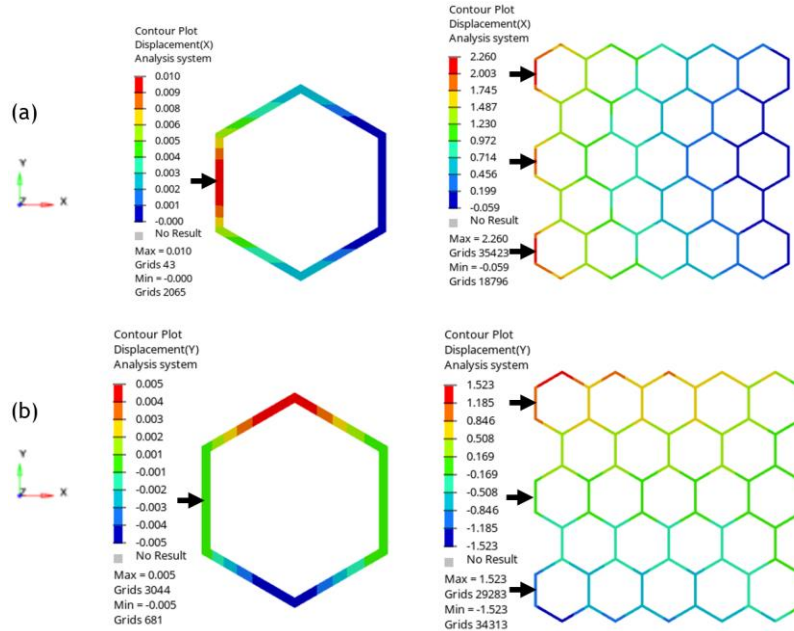 (a)
Y
Z
X
Contour Plot
Displacement(X)
Analysis system
0.010
0.009
0.008
0.006
0.005
0.004
0.003
0.002
0.001
-0.000
No Result
Max = 0.010
Grids 43
Min = -0.000
Grids 2065
Contour Plot
Displacement(X)
Analysis system
2.260
2.003
1.745
1.487
1.230
0.972
0.714
0.456
0.199
-0.059
No Result
Max = 2.260
Grids 35423
Min = -0.059
Grids 18796
(b)
Y
Z
X
Contour Plot
Displacement(Y)
Analysis system
0.005
0.004
0.003
0.002
0.001
-0.001
-0.002
-0.003
-0.004
-0.005
No Result
Max = 0.005
Grids 3044
Min = -0.005
Grids 681
Contour Plot
Displacement(Y)
Analysis system
1.523
1.185
0.846
0.508
0.169
-0.169
-0.508
-0.846
-1.185
-1.523
No Result
Max = 1.523
Grids 29283
Min = -1.523
Grids 34313